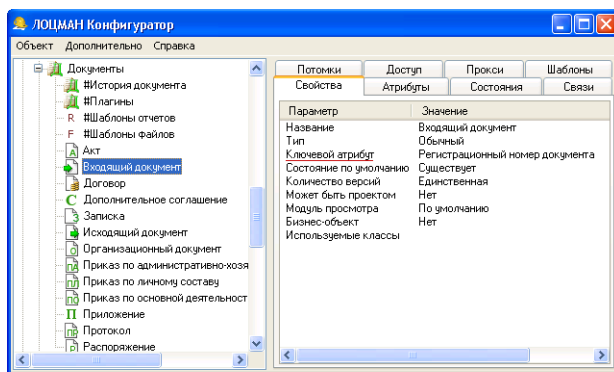 ЛОЦМАН Конфигуратор
Объект Дополнительно Справка
Документы
#История документа
#Плагины
R #Шаблоны отчетов
F #Шаблоны файлов
А Акт
Входящий документ
Договор
С Дополнительное соглашение
З Записка
Исходящий документ
О Организационный документ
ПА Приказ по административно-хозя
ПЛ Приказ по личному составу
ПО Приказ по основной деятельност
П Приложение
ПР Протокол
Р Распоряжение
Потомки Доступ Прокси Шаблоны
Свойства Атрибуты Состояния Связи
Параметр Значение
Название Входящий документ
Тип Обычный
Ключевой атрибут Регистрационный номер документа
Состояние по умолчанию Существует
Количество версий Единственная
Может быть проектом Нет
Модуль просмотра По умолчанию
Бизнес-объект Нет
Используемые классы